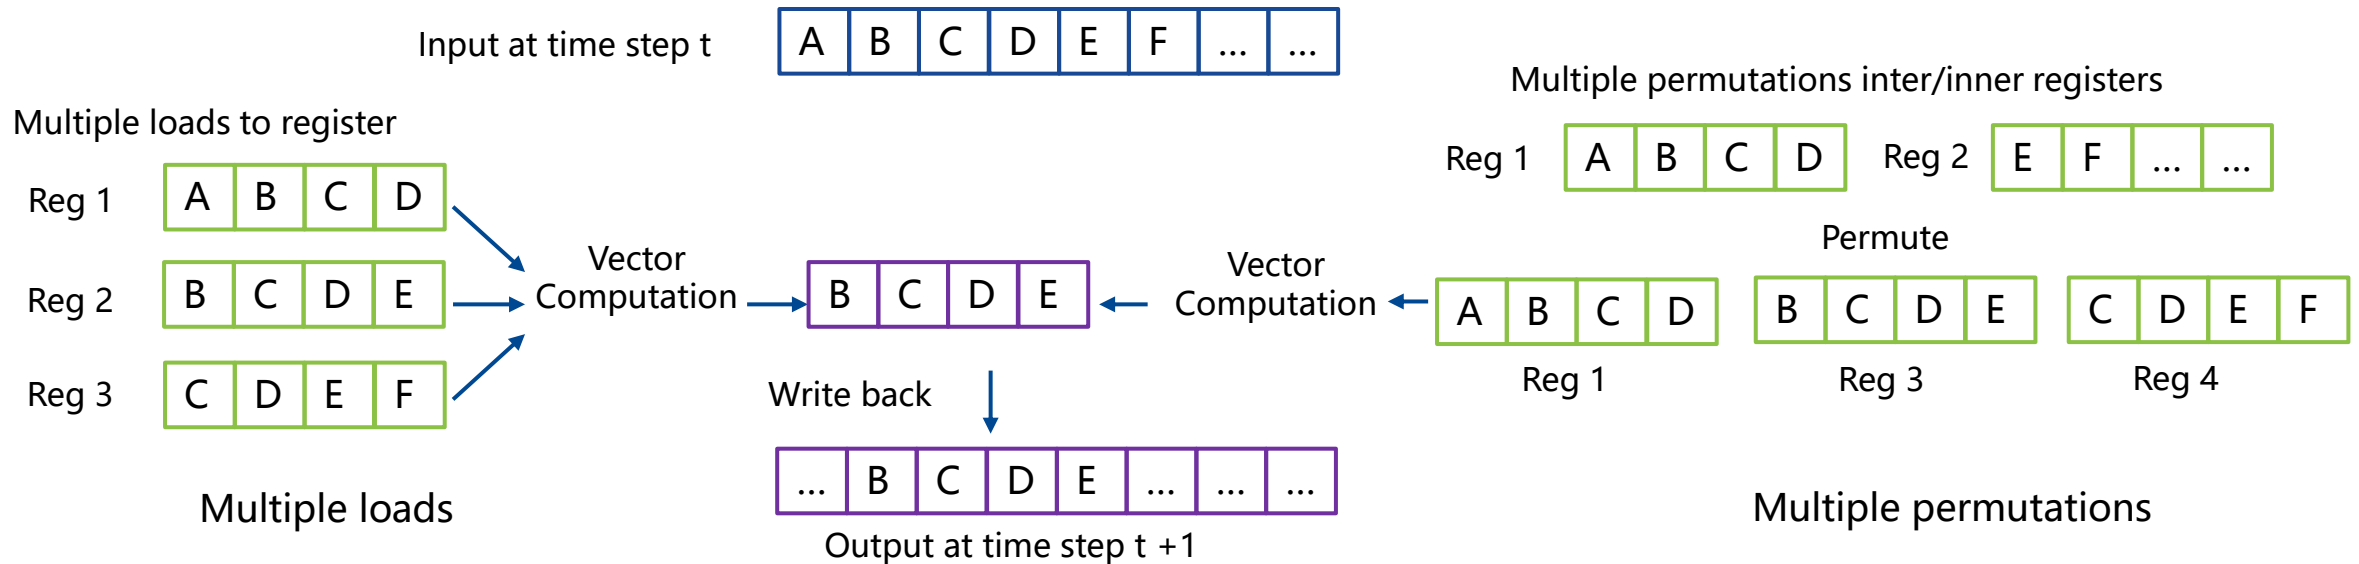 Input at time step t
A B C D E F ... ...
Multiple loads to register
Reg 1 A B C D
Reg 2 B C D E
Reg 3 C D E F
Multiple loads
Vector
Computation
B C D E
Write back
... B C D E ... ... ...
Output at time step t +1
Multiple permutations inter/inner registers
Reg 1 A B C D Reg 2 E F ... ...
Permute
Vector
Computation
A B C D B C D E C D E F
Reg 1 Reg 3 Reg 4
Multiple permutations